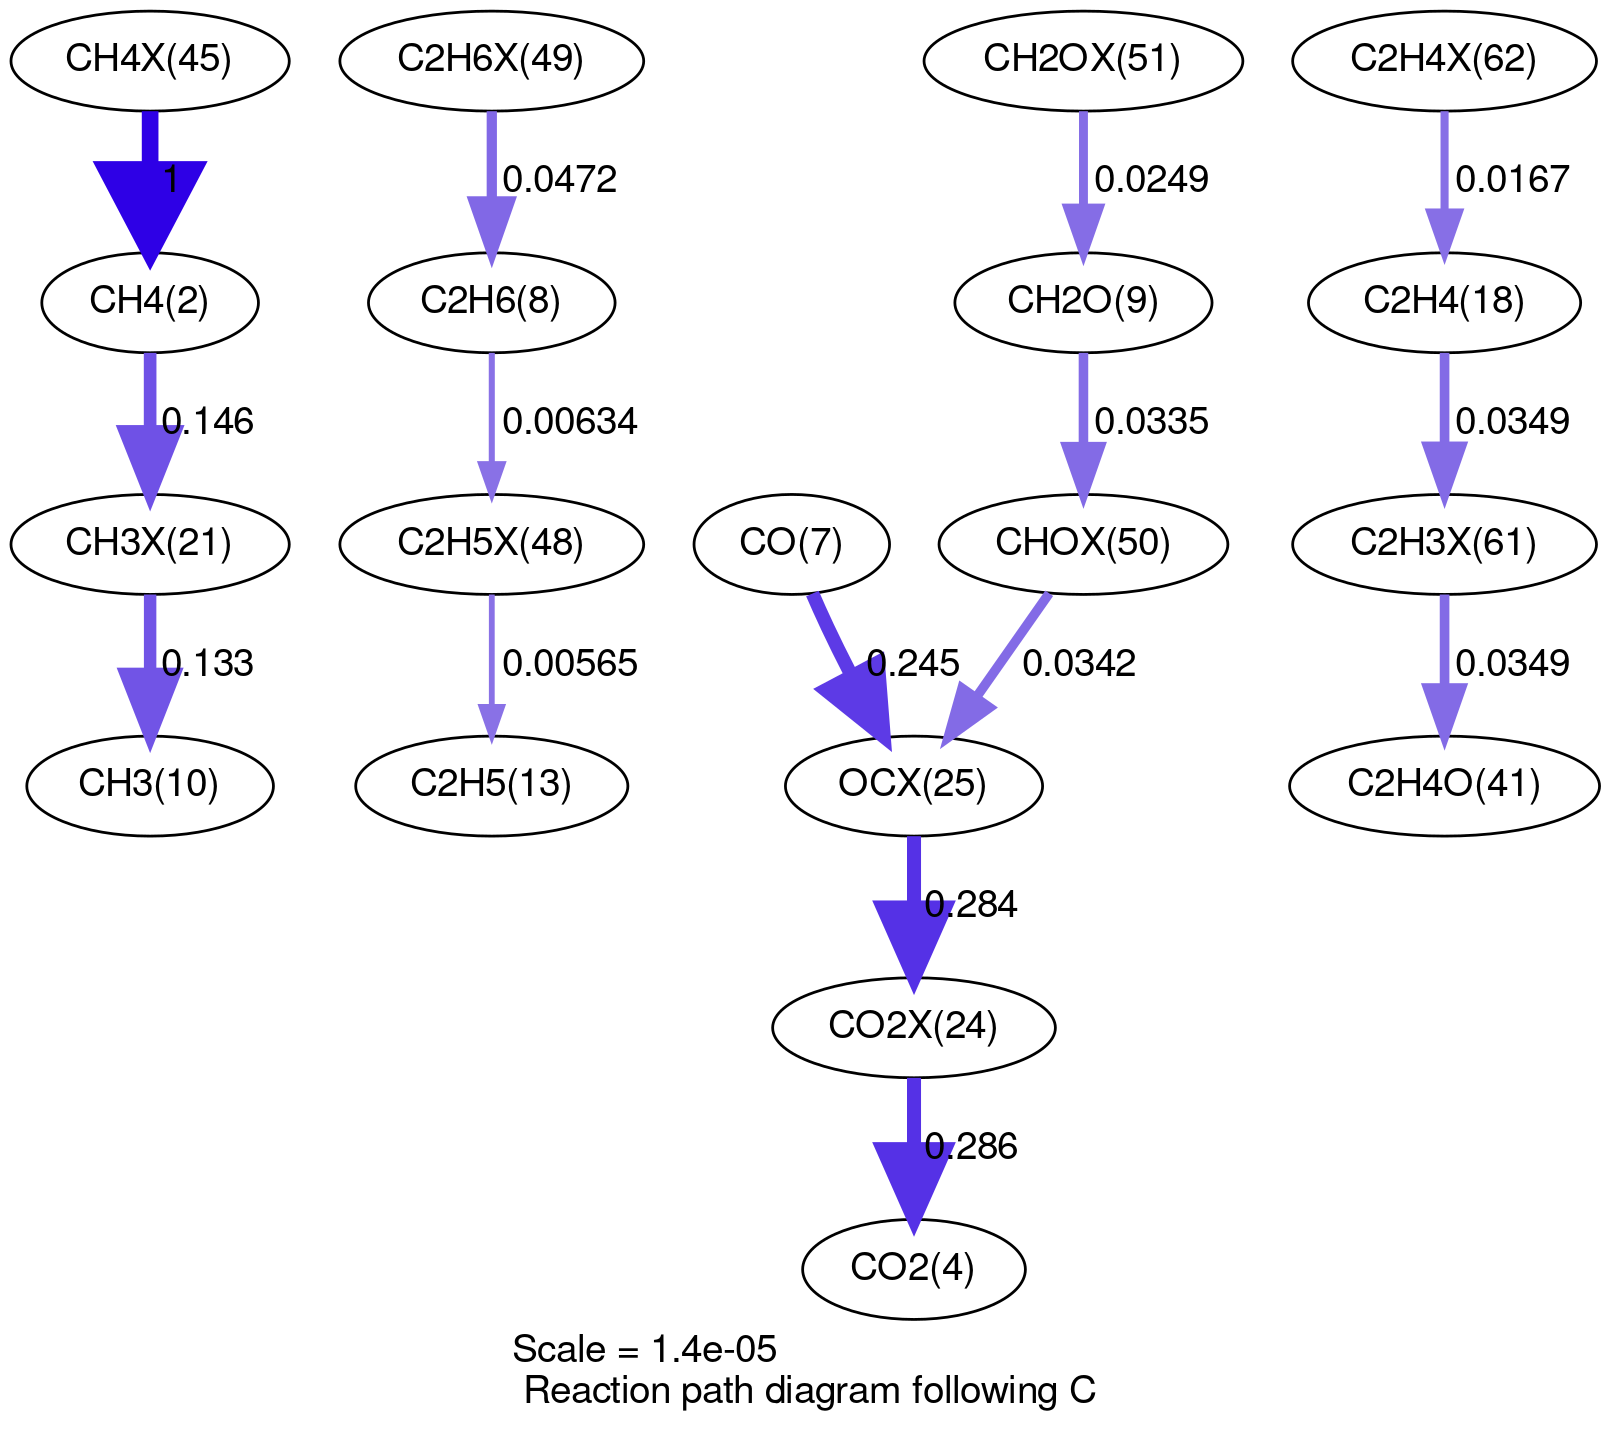 CH4X(45)
C2H6X(49)
CH2OX(51)
C2H4X(62)
1
0.0472
0.0249
0.0167
CH4(2)
C2H6(8)
CH2O(9)
C2H4(18)
0.146
0.00634
0.0335
0.0349
CH3X(21)
C2H5X(48)
CO(7)
CHOX(50)
C2H3X(61)
0.133
0.00565
0.245
0.0342
0.0349
CH3(10)
C2H5(13)
OCX(25)
C2H4O(41)
0.284
CO2X(24)
0.286
CO2(4)
Scale = 1.4e-05
Reaction path diagram following C